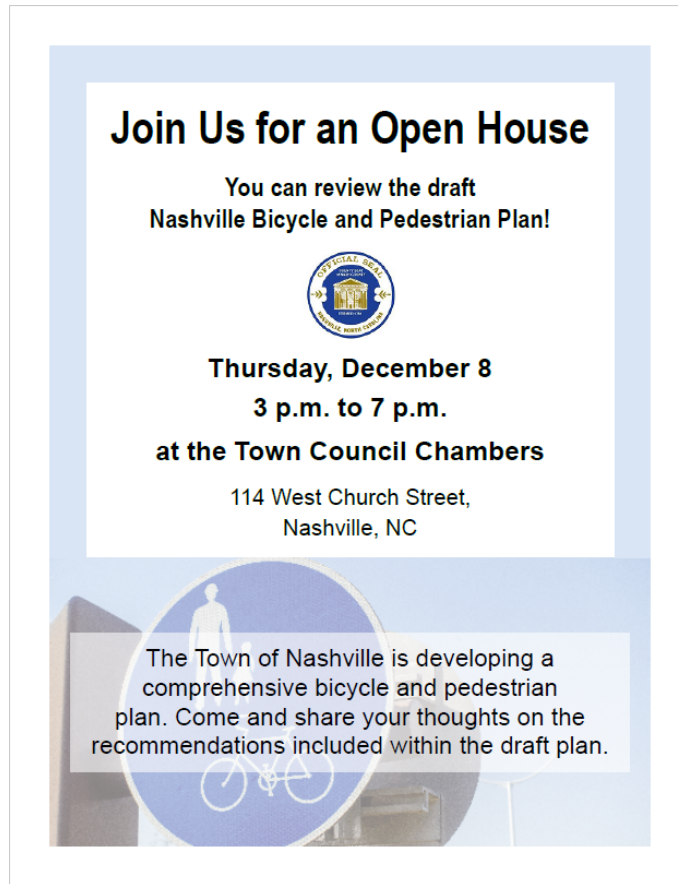 Join Us for an Open House
You can review the draft
Nashville Bicycle and Pedestrian Plan!
OFFICIAL SEAL
NASHVILLE, NORTH CAROLINA
Thursday, December 8
3 p.m. to 7 p.m.
at the Town Council Chambers
114 West Church Street,
Nashville, NC
The Town of Nashville is developing a
comprehensive bicycle and pedestrian
plan. Come and share your thoughts on the
recommendations included within the draft plan.